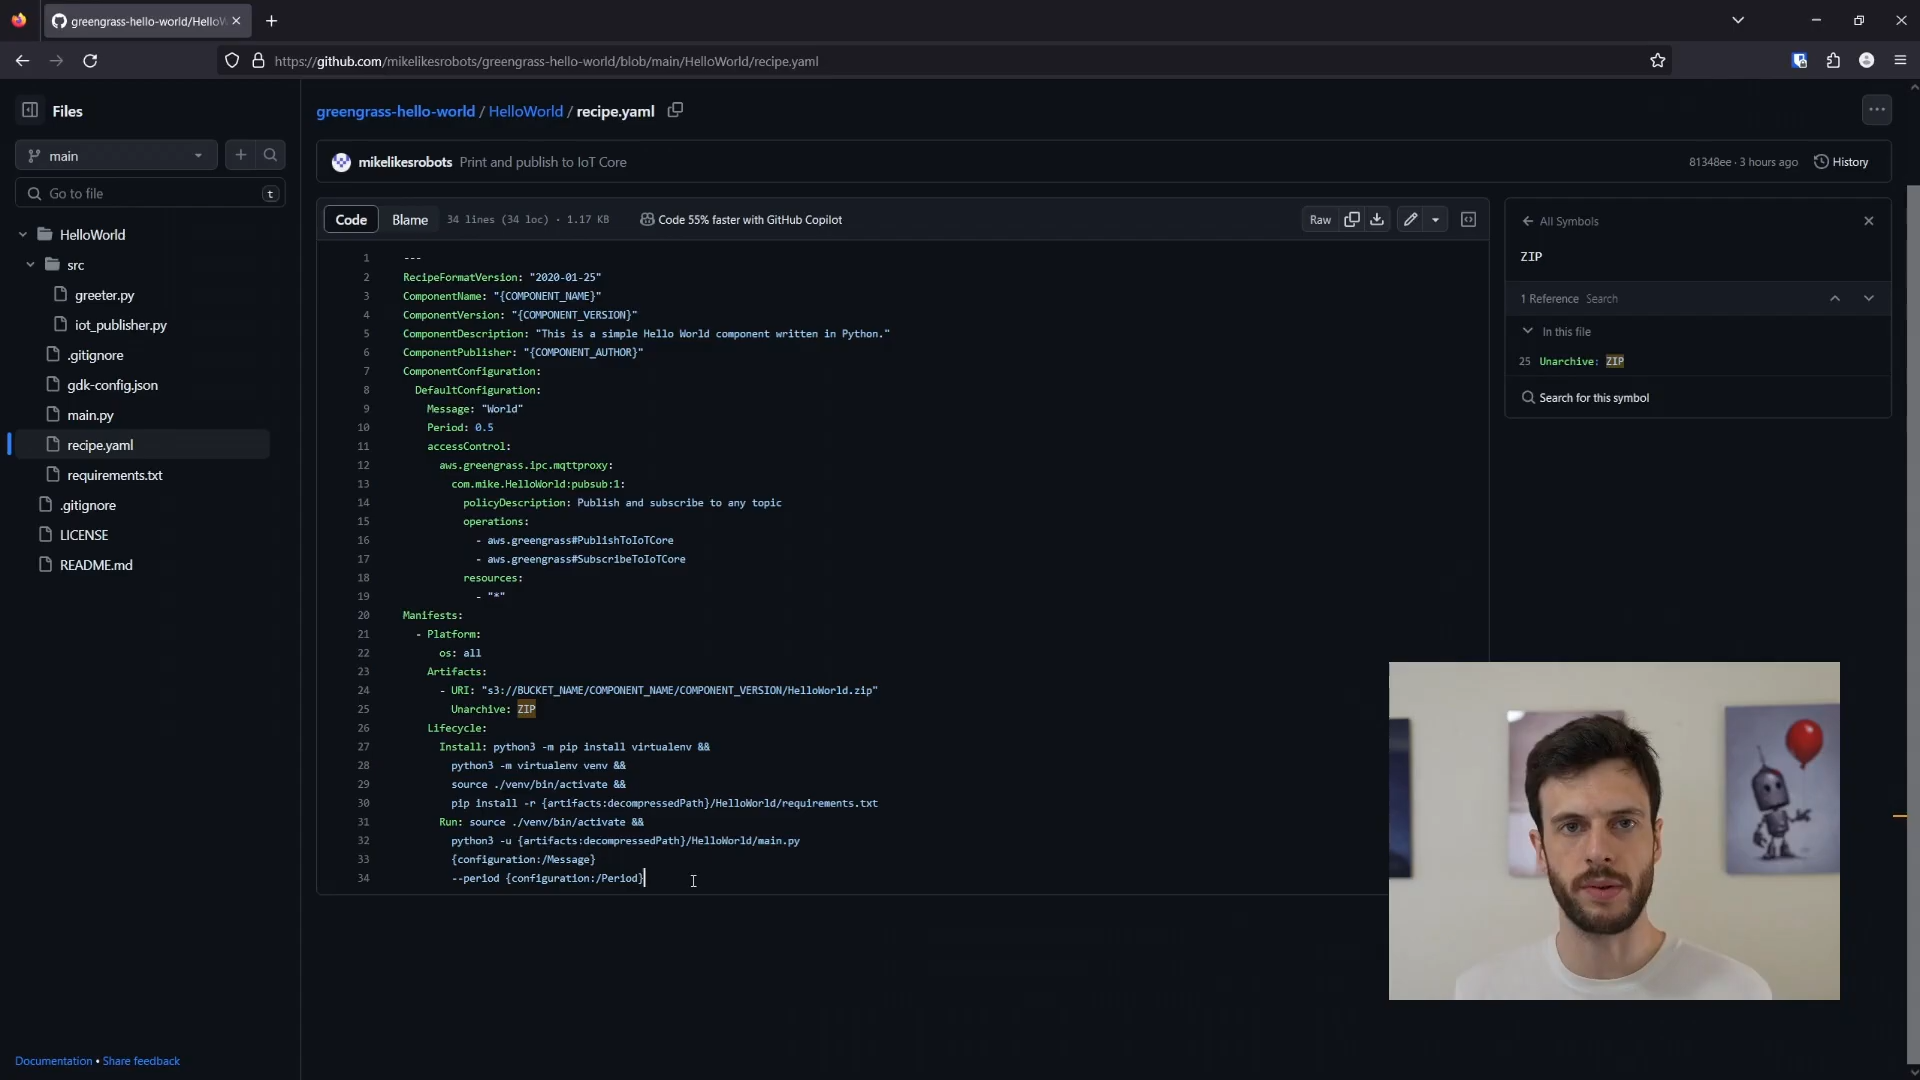 greengrass-hello-world/HelloW
https://github.com/mikelikesrobots/greengrass-hello-world/blob/main/HelloWorld/recipe.yaml
Files
main
Go to file
t
HelloWorld
src
greeter.py
iot_publisher.py
.gitignore
gdk-config.json
main.py
recipe.yaml
requirements.txt
.gitignore
LICENSE
README.md
Documentation • Share feedback
greengrass-hello-world / HelloWorld / recipe.yaml
mikelikesrobots Print and publish to IoT Core
81348ee · 3 hours ago History
Code Blame 34 lines (34 loc) · 1.17 KB Code 55% faster with GitHub Copilot Raw
1 ---
2 RecipeFormatVersion: "2020-01-25"
3 ComponentName: "{COMPONENT_NAME}"
4 ComponentVersion: "{COMPONENT_VERSION}"
5 ComponentDescription: "This is a simple Hello World component written in Python."
6 ComponentPublisher: "{COMPONENT_AUTHOR}"
7 ComponentConfiguration:
8 DefaultConfiguration:
9 Message: "World"
10 Period: 0.5
11 accessControl:
12 aws.greengrass.ipc.mqttproxy:
13 com.mike.HelloWorld:pubsub:1:
14 policyDescription: Publish and subscribe to any topic
15 operations:
16 - aws.greengrass#PublishToIoTCore
17 - aws.greengrass#SubscribeToIoTCore
18 resources:
19 - "*"
20 Manifests:
21 - Platform:
22 os: all
23 Artifacts:
24 - URI: "s3://BUCKET_NAME/COMPONENT_NAME/COMPONENT_VERSION/HelloWorld.zip"
25 Unarchive: ZIP
26 Lifecycle:
27 Install: python3 -m pip install virtualenv &&
28 python3 -m virtualenv venv &&
29 source ./venv/bin/activate &&
30 pip install -r {artifacts:decompressedPath}/HelloWorld/requirements.txt
31 Run: source ./venv/bin/activate &&
32 python3 -u {artifacts:decompressedPath}/HelloWorld/main.py
33 {configuration:/Message}
34 --period {configuration:/Period}
All Symbols
ZIP
1 Reference Search
In this file
25 Unarchive: ZIP
Search for this symbol